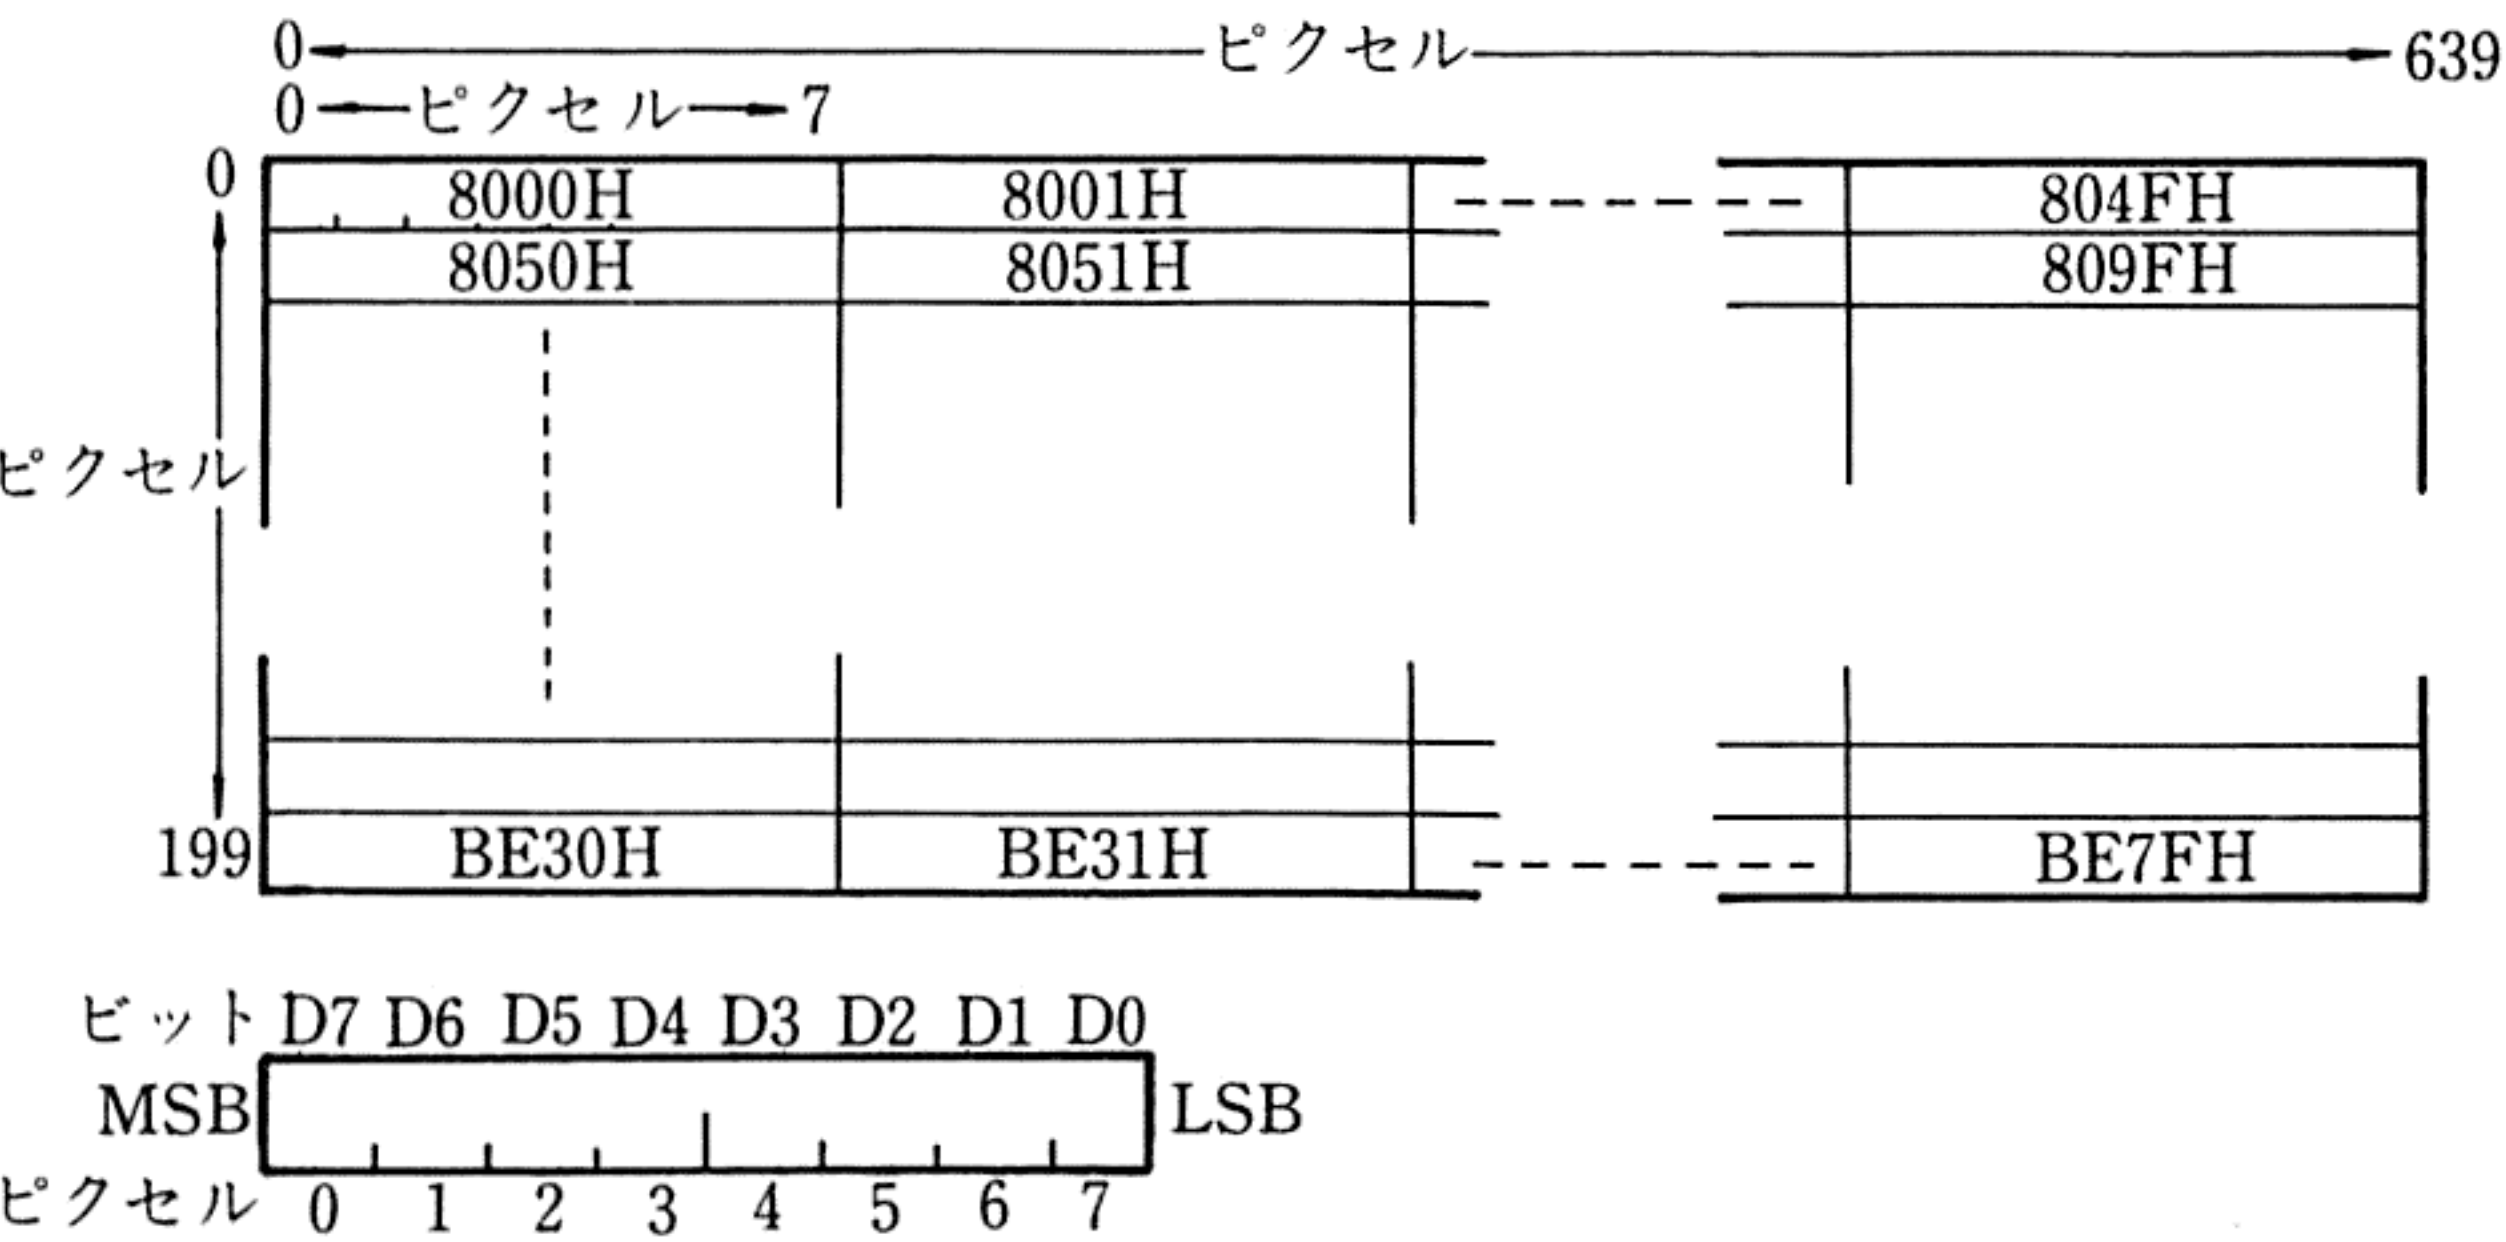 0 ピクセル 639
0 ピクセル 7
0 8000H 8001H 804FH
8050H 8051H 809FH
ピクセル
199 BE30H BE31H BE7FH
ビット D7 D6 D5 D4 D3 D2 D1 D0
MSB LSB
ピクセル 0 1 2 3 4 5 6 7